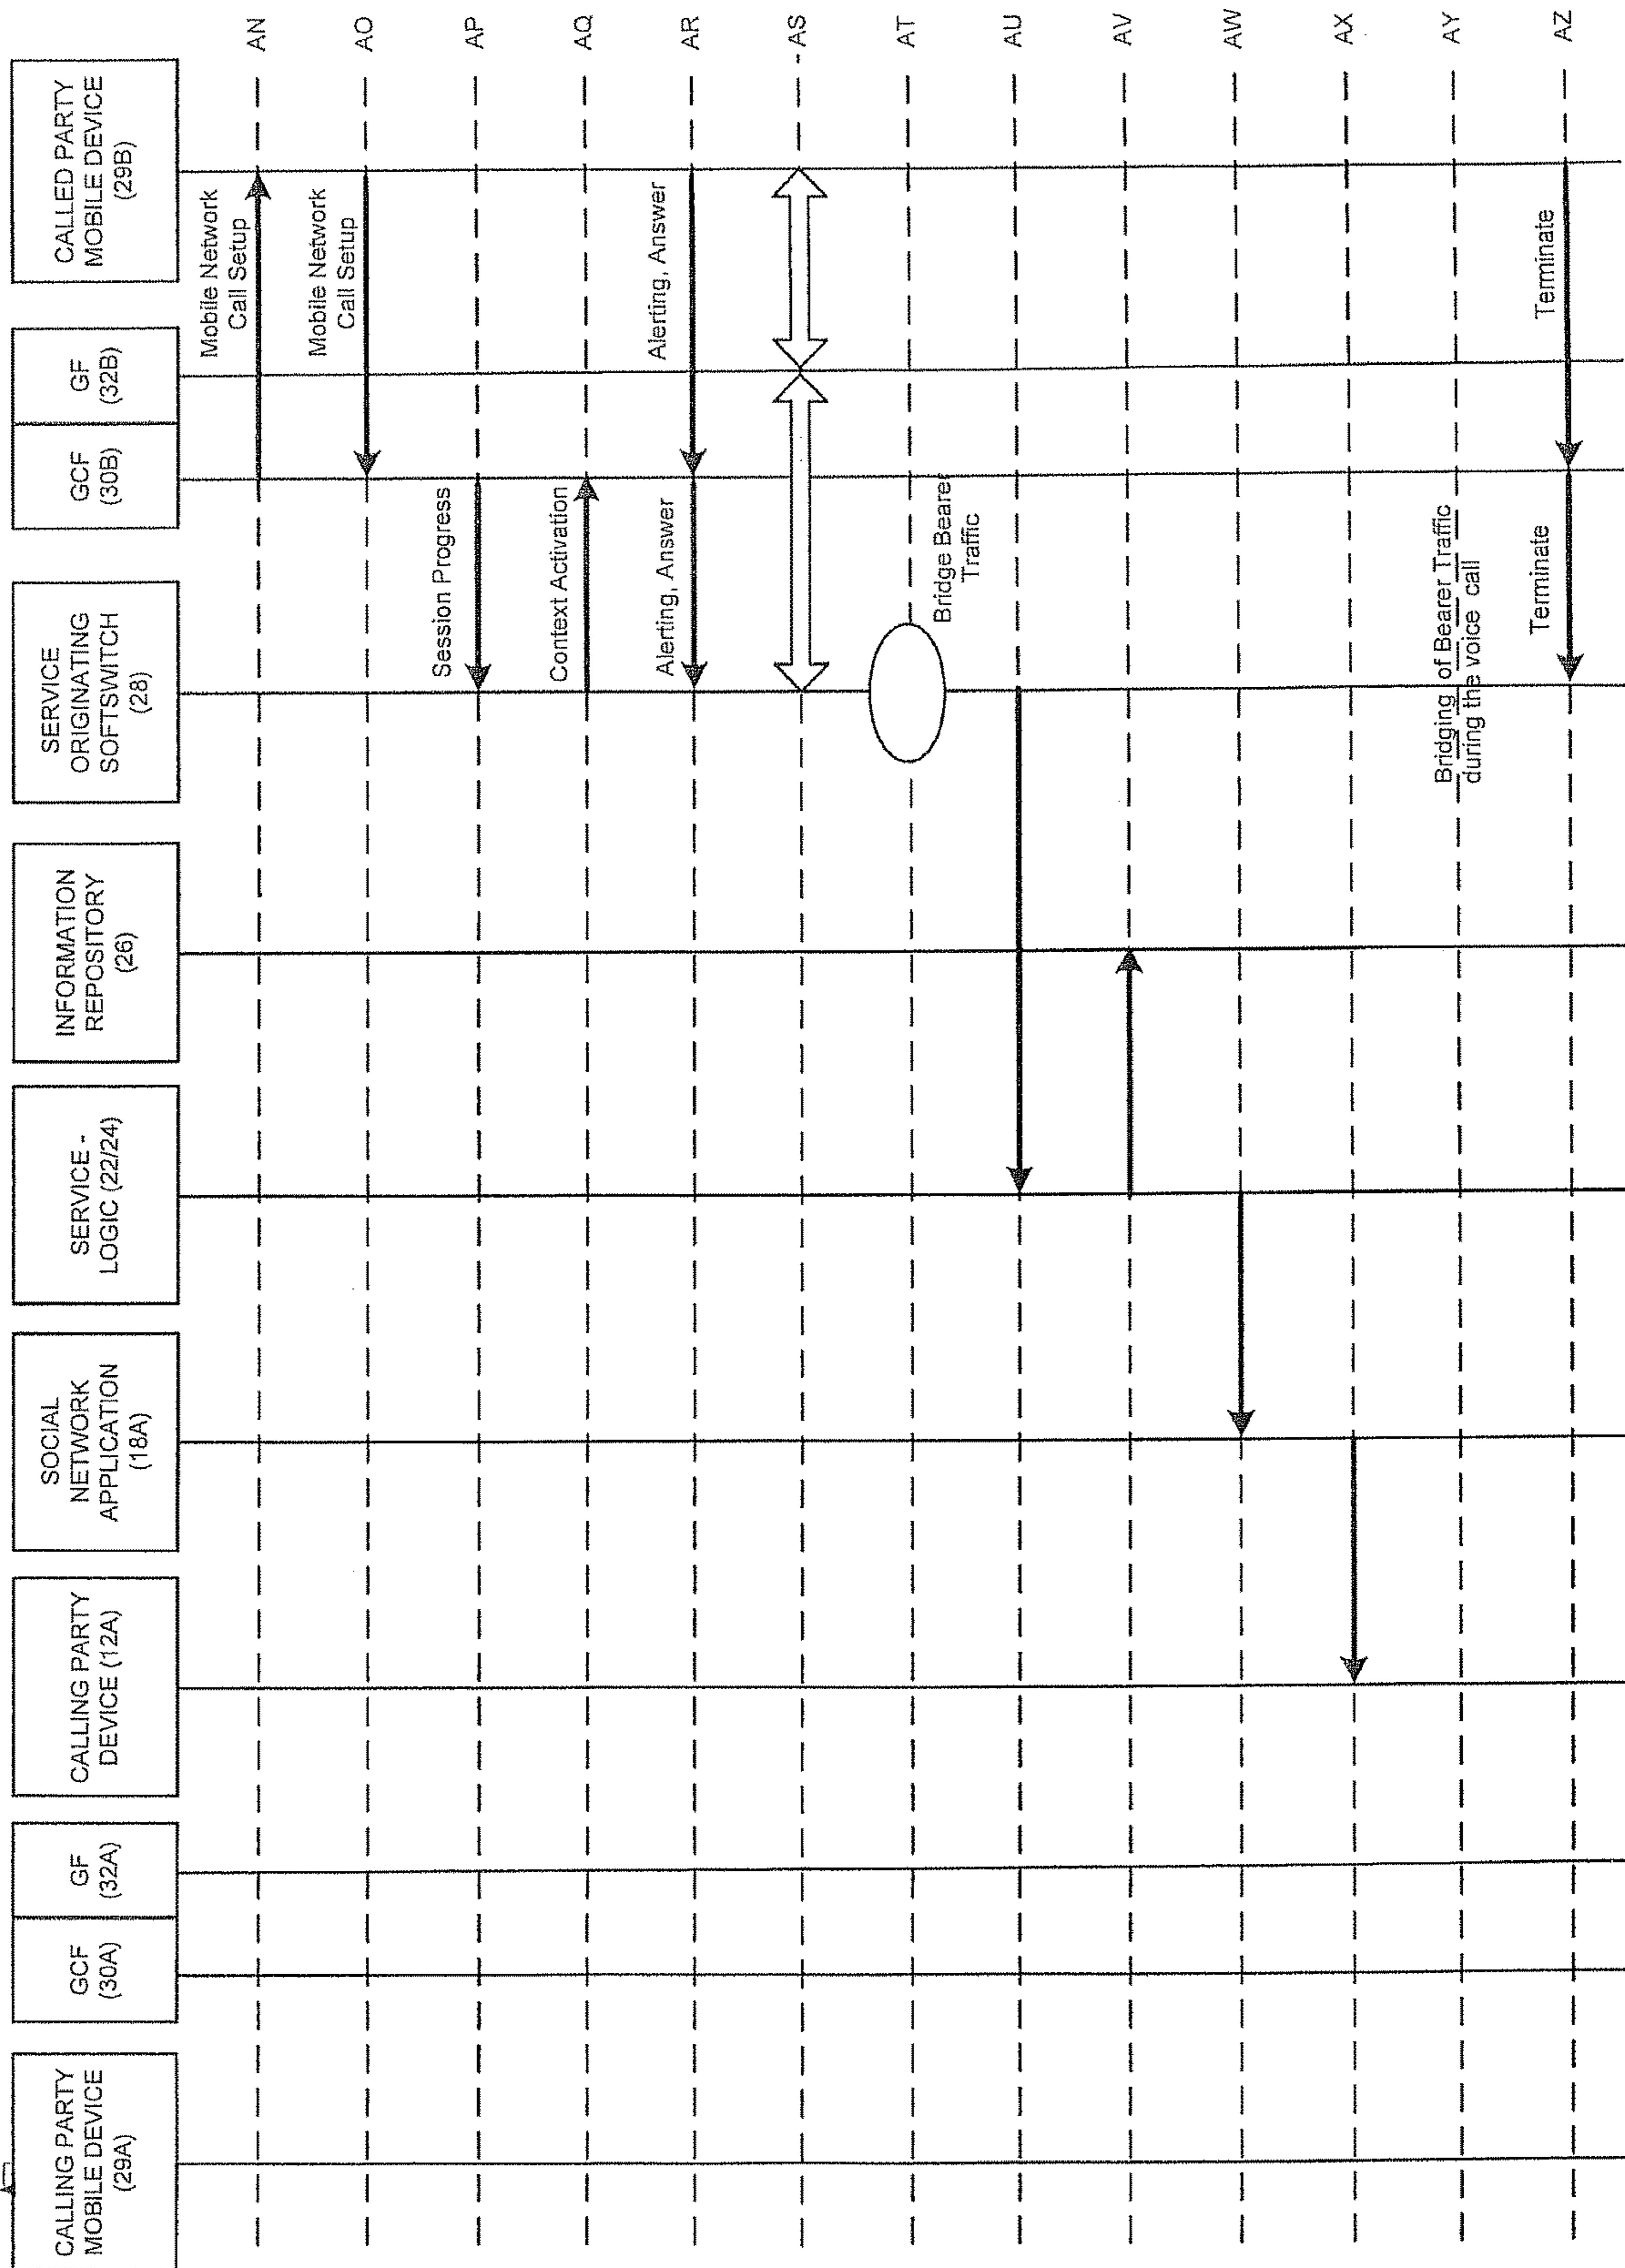 CALLING PARTY
MOBILE DEVICE
(29A)
GCF
(30A)
GF
(32A)
CALLING PARTY
DEVICE (12A)
SOCIAL
NETWORK
APPLICATION
(18A)
SERVICE -
LOGIC (22/24)
INFORMATION
REPOSITORY
(26)
SERVICE
ORIGINATING
SOFTSWITCH
(28)
GCF
(30B)
GF
(32B)
CALLED PARTY
MOBILE DEVICE
(29B)
Mobile Network
Call Setup
AN
Mobile Network
Call Setup
AO
Session Progress
AP
Context Activation
AQ
Alerting, Answer
Alerting, Answer
AR
AS
AT
Bridge Bearer
Traffic
AU
AV
AW
AX
Bridging of Bearer Traffic
during the voice call
AY
Terminate
Terminate
AZ